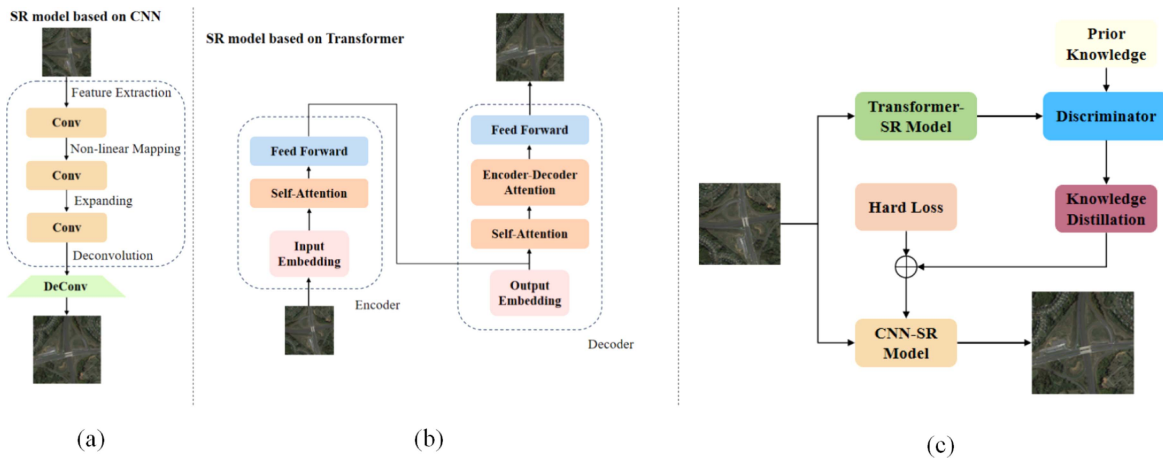 SR model based on CNN
Feature Extraction
Conv
Non-linear Mapping
Conv
Expanding
Conv
Deconvolution
DeConv
(a)
SR model based on Transformer
Feed Forward
Self-Attention
Input
Embedding
Encoder
Feed Forward
Encoder-Decoder
Attention
Self-Attention
Output
Embedding
Decoder
(b)
Prior
Knowledge
Transformer-
SR Model
Discriminator
Hard Loss
Knowledge
Distillation
CNN-SR
Model
(c)